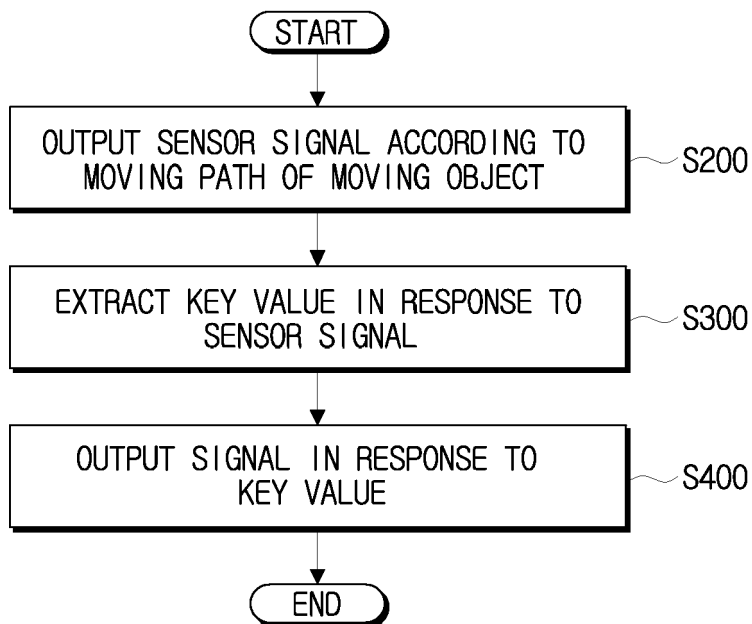 START
OUTPUT SENSOR SIGNAL ACCORDING TO
MOVING PATH OF MOVING OBJECT
S200
EXTRACT KEY VALUE IN RESPONSE TO
SENSOR SIGNAL
S300
OUTPUT SIGNAL IN RESPONSE TO
KEY VALUE
S400
END